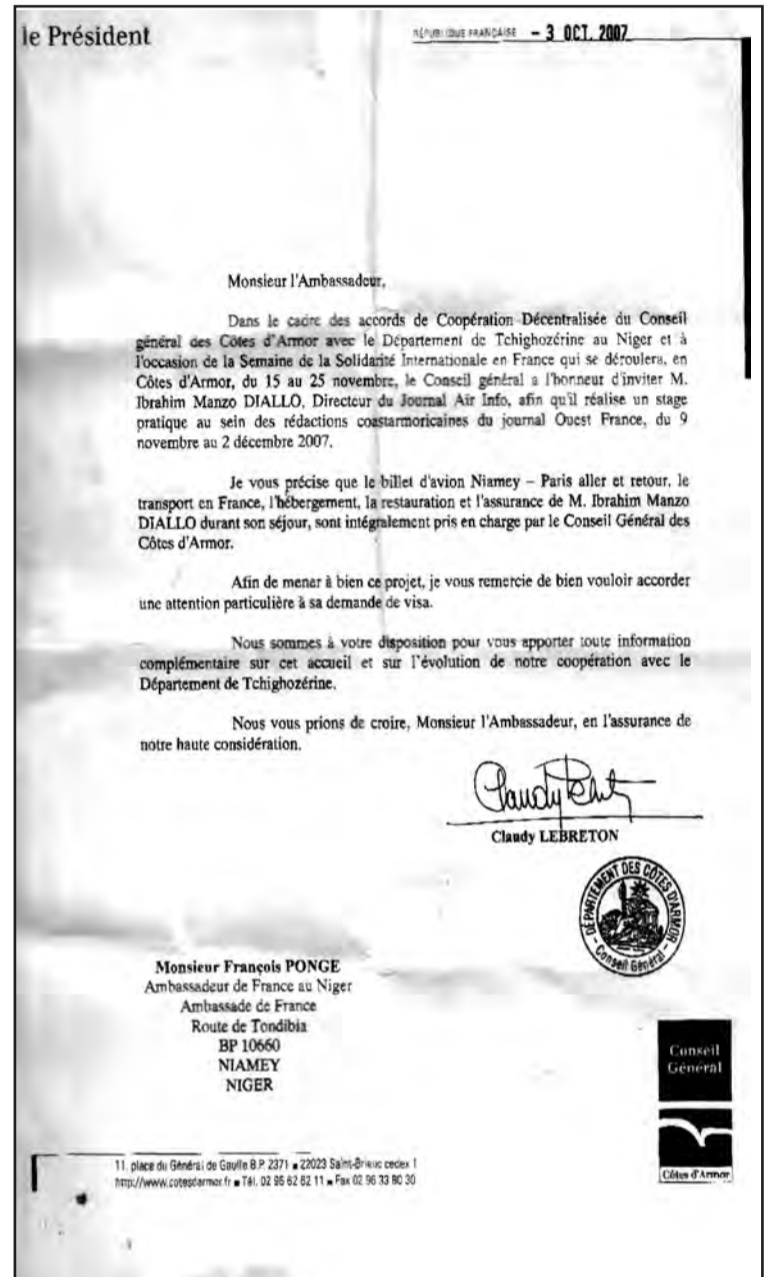 le Président
RÉPUBLIQUE FRANÇAISE – 3 OCT. 2007
Monsieur l'Ambassadeur,
Dans le cadre des accords de Coopération Décentralisée du Conseil
général des Côtes d'Armor avec le Département de Tchighozérine au Niger et à
l'occasion de la Semaine de la Solidarité Internationale en France qui se déroulera, en
Côtes d'Armor, du 15 au 25 novembre, le Conseil général a l'honneur d'inviter M.
Ibrahim Manzo DIALLO, Directeur du Journal Air Info, afin qu'il réalise un stage
pratique au sein des rédactions coastarmoricaines du journal Ouest France, du 9
novembre au 2 décembre 2007.
Je vous précise que le billet d'avion Niamey – Paris aller et retour, le
transport en France, l'hébergement, la restauration et l'assurance de M. Ibrahim Manzo
DIALLO durant son séjour, sont intégralement pris en charge par le Conseil Général des
Côtes d'Armor.
Afin de mener à bien ce projet, je vous remercie de bien vouloir accorder
une attention particulière à sa demande de visa.
Nous sommes à votre disposition pour vous apporter toute information
complémentaire sur cet accueil et sur l'évolution de notre coopération avec le
Département de Tchighozérine.
Nous vous prions de croire, Monsieur l'Ambassadeur, en l'assurance de
notre haute considération.
Claudy LEBRETON
DÉPARTEMENT DES CÔTES D'ARMOR
– Conseil Général –
Monsieur François PONGE
Ambassadeur de France au Niger
Ambassade de France
Route de Tondibia
BP 10660
NIAMEY
NIGER
Conseil
Général
Côtes d'Armor
11, place du Général de Gaulle B.P. 2371 ■ 22023 Saint-Brieuc cedex 1
http://www.cotesdarmor.fr ■ Tél. 02 96 62 62 11 ■ Fax 02 96 33 80 30